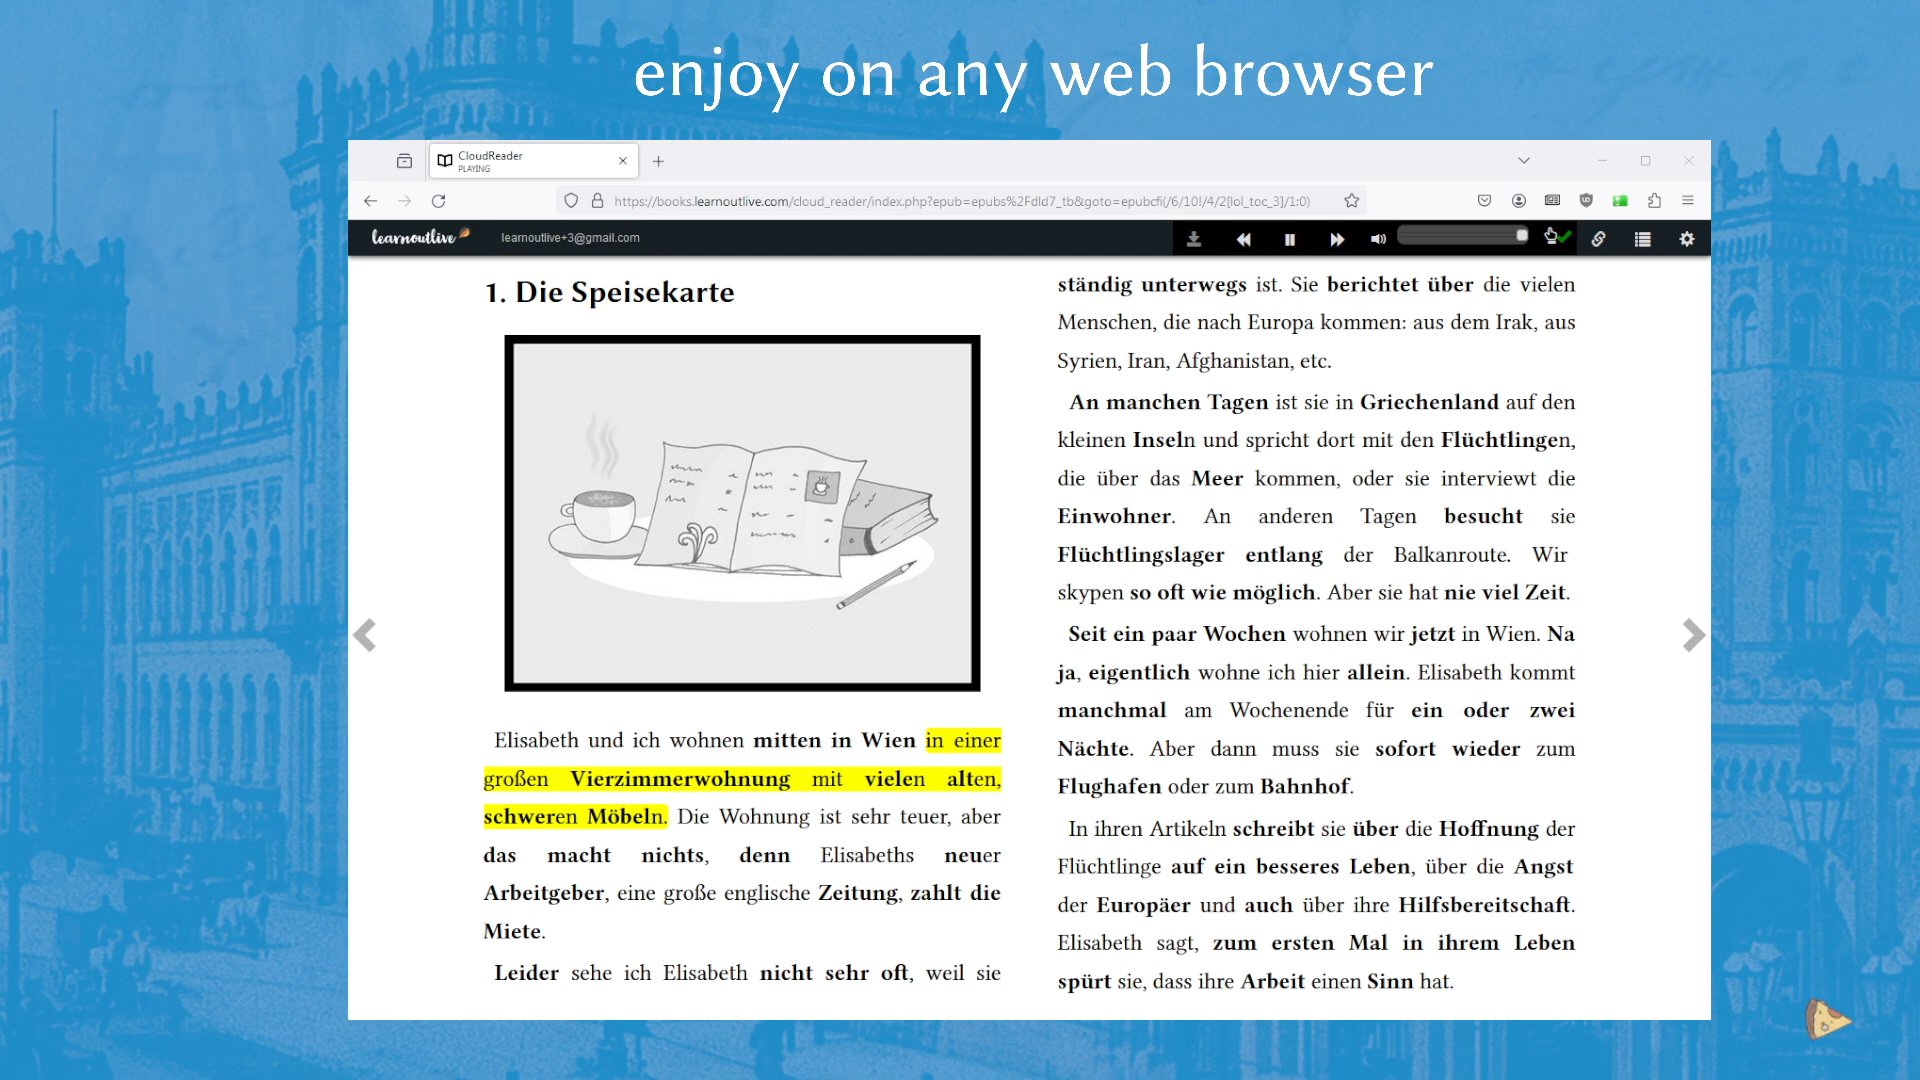 enjoy on any web browser
CloudReader
PLAYING
https://books.learnoutlive.com/cloud_reader/index.php?epub=epubs%2Fdld7_tb&goto=epubcfi(/6/10!/4/2[lol_toc_3]/1:0)
learnoutlive
learnoutlive+3@gmail.com
1. Die Speisekarte
Elisabeth und ich wohnen mitten in Wien in einer
großen Vierzimmerwohnung mit vielen alten,
schweren Möbeln. Die Wohnung ist sehr teuer, aber
das macht nichts, denn Elisabeths neuer
Arbeitgeber, eine große englische Zeitung, zahlt die
Miete.
Leider sehe ich Elisabeth nicht sehr oft, weil sie
ständig unterwegs ist. Sie berichtet über die vielen
Menschen, die nach Europa kommen: aus dem Irak, aus
Syrien, Iran, Afghanistan, etc.
An manchen Tagen ist sie in Griechenland auf den
kleinen Inseln und spricht dort mit den Flüchtlingen,
die über das Meer kommen, oder sie interviewt die
Einwohner. An anderen Tagen besucht sie
Flüchtlingslager entlang der Balkanroute. Wir
skypen so oft wie möglich. Aber sie hat nie viel Zeit.
Seit ein paar Wochen wohnen wir jetzt in Wien. Na
ja, eigentlich wohne ich hier allein. Elisabeth kommt
manchmal am Wochenende für ein oder zwei
Nächte. Aber dann muss sie sofort wieder zum
Flughafen oder zum Bahnhof.
In ihren Artikeln schreibt sie über die Hoffnung der
Flüchtlinge auf ein besseres Leben, über die Angst
der Europäer und auch über ihre Hilfsbereitschaft.
Elisabeth sagt, zum ersten Mal in ihrem Leben
spürt sie, dass ihre Arbeit einen Sinn hat.